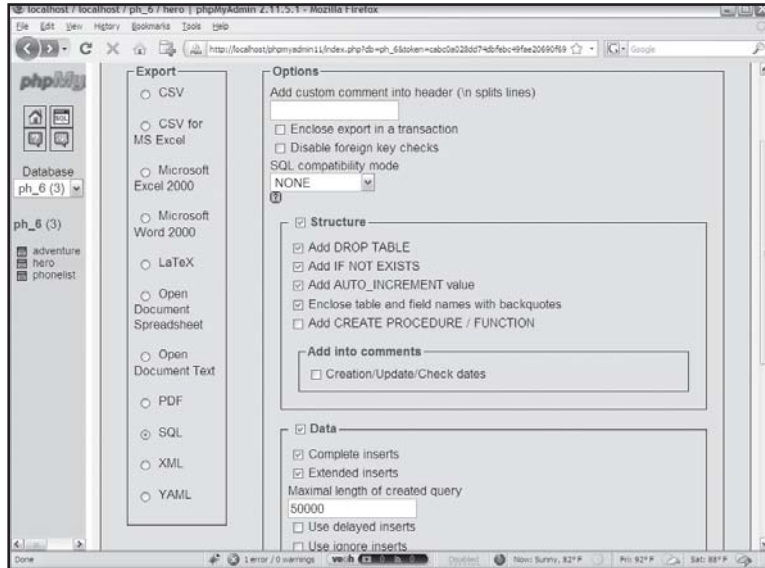 localhost / localhost / ph_6 / hero | phpMyAdmin 2.11.5.1 - Mozilla Firefox
File Edit View History Bookmarks Tools Help
Google
phpMy
Database
ph_6 (3)
ph_6 (3)
adventure
hero
phonelist
Export
CSV
CSV for
MS Excel
Microsoft
Excel 2000
Microsoft
Word 2000
LaTeX
Open
Document
Spreadsheet
Open
Document Text
PDF
SQL
XML
YAML
Options
Add custom comment into header (\n splits lines)
Enclose export in a transaction
Disable foreign key checks
SQL compatibility mode
NONE
Structure
Add DROP TABLE
Add IF NOT EXISTS
Add AUTO_INCREMENT value
Enclose table and field names with backquotes
Add CREATE PROCEDURE / FUNCTION
Add into comments
Creation/Update/Check dates
Data
Complete inserts
Extended inserts
Maximal length of created query
50000
Use delayed inserts
Use ignore inserts
Done
1 error / 0 warnings
Disabled
Now: Sunny, 82° F
Fri: 92° F
Sat: 88° F